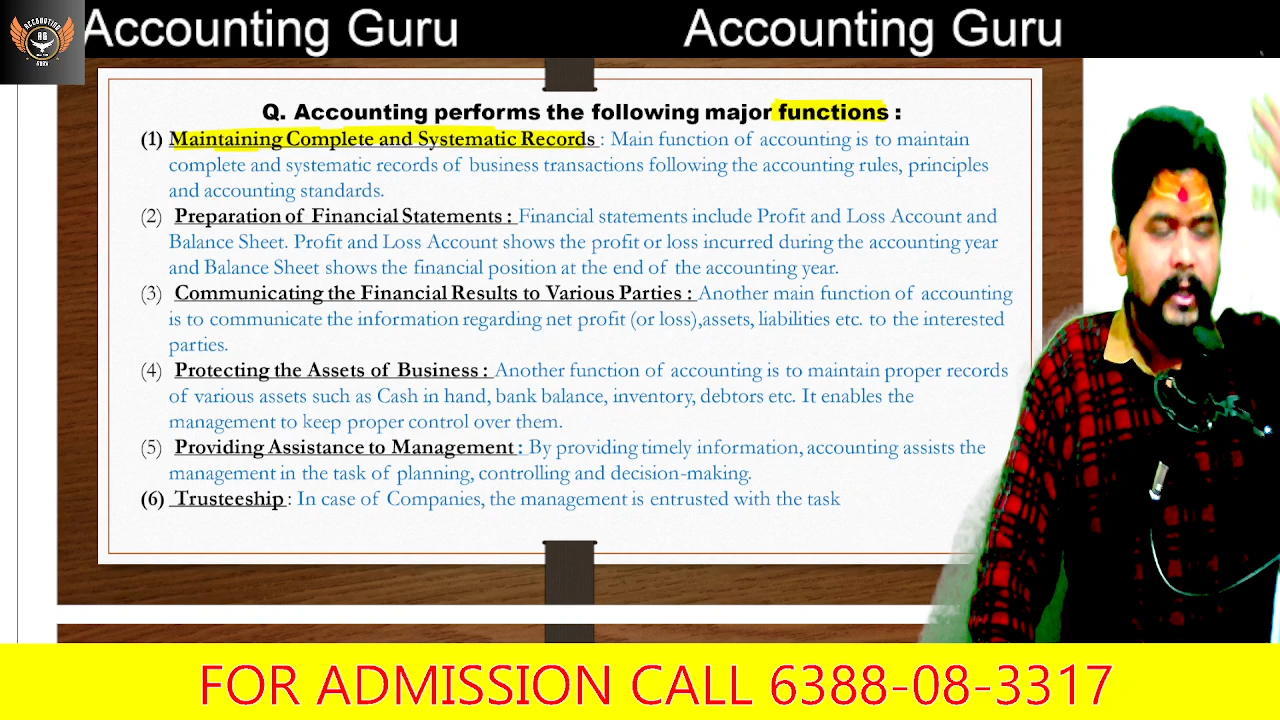 Accounting Guru Accounting Guru
ACCOUNTING
AG
GURU
Q. Accounting performs the following major functions :
(1) Maintaining Complete and Systematic Records : Main function of accounting is to maintain
complete and systematic records of business transactions following the accounting rules, principles
and accounting standards.
(2) Preparation of Financial Statements : Financial statements include Profit and Loss Account and
Balance Sheet. Profit and Loss Account shows the profit or loss incurred during the accounting year
and Balance Sheet shows the financial position at the end of the accounting year.
(3) Communicating the Financial Results to Various Parties : Another main function of accounting
is to communicate the information regarding net profit (or loss),assets, liabilities etc. to the interested
parties.
(4) Protecting the Assets of Business : Another function of accounting is to maintain proper records
of various assets such as Cash in hand, bank balance, inventory, debtors etc. It enables the
management to keep proper control over them.
(5) Providing Assistance to Management : By providing timely information, accounting assists the
management in the task of planning, controlling and decision-making.
(6) Trusteeship : In case of Companies, the management is entrusted with the task
FOR ADMISSION CALL 6388-08-3317